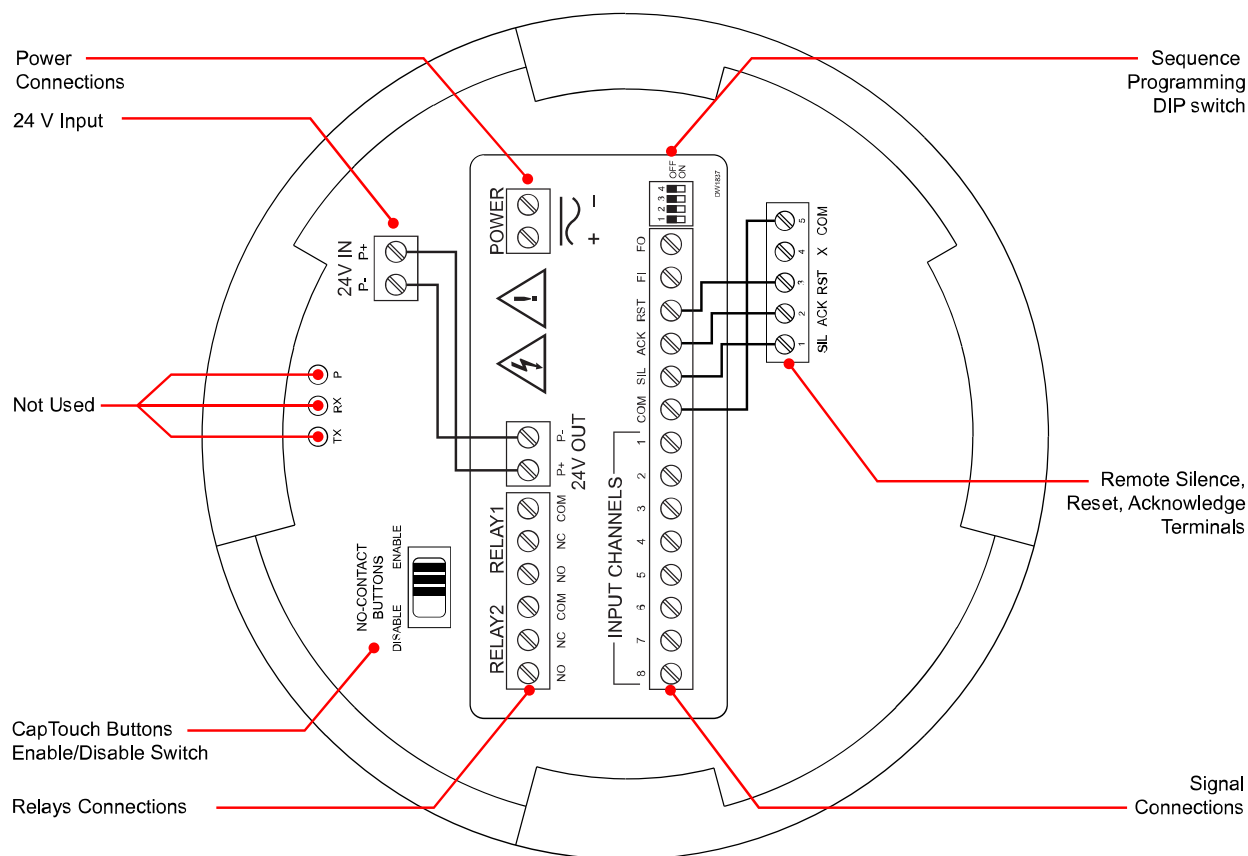 Power
Connections
24 V Input
Not Used
CapTouch Buttons
Enable/Disable Switch
Relays Connections
Sequence
Programming
DIP switch
Remote Silence,
Reset, Acknowledge
Terminals
Signal
Connections
24V IN
P- P+
P
RX
TX
NO-CONTACT
BUTTONS
DISABLE ENABLE
POWER
+ −
24V OUT
P+ P-
RELAY2 RELAY1
NO NC COM NO NC COM
OFF
ON
1 2 3 4
DW1837
INPUT CHANNELS
8 7 6 5 4 3 2 1 COM SIL ACK RST FI FO
1 2 3 4 5
SIL ACK RST X COM